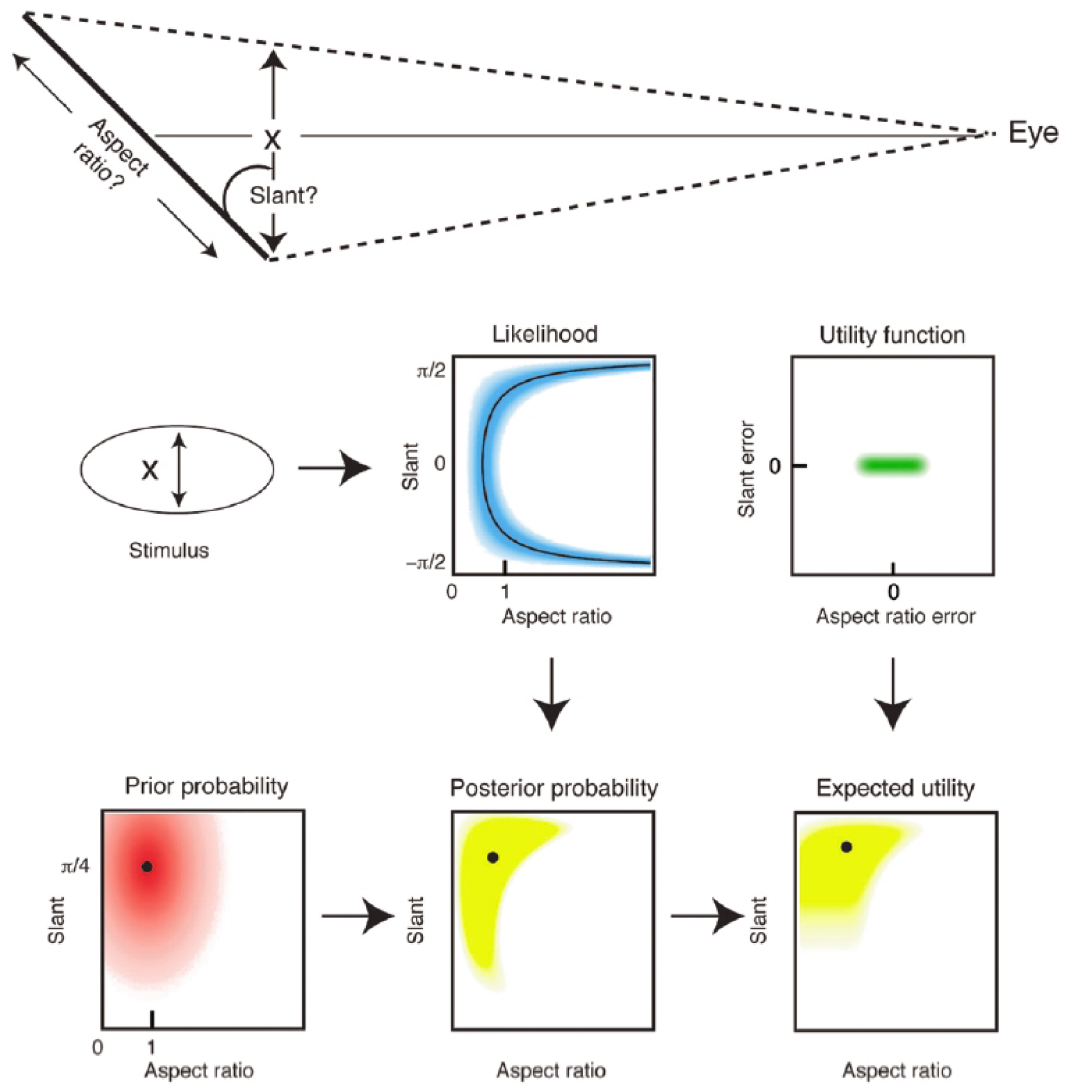 Eye
X
Aspect
ratio?
Slant?
Likelihood
Utility function
π/2
Slant
0
–π/2
0
1
Aspect ratio
X
Stimulus
Slant error
0
0
Aspect ratio error
Prior probability
Posterior probability
Expected utility
π/4
Slant
0
1
Aspect ratio
Slant
Aspect ratio
Slant
Aspect ratio